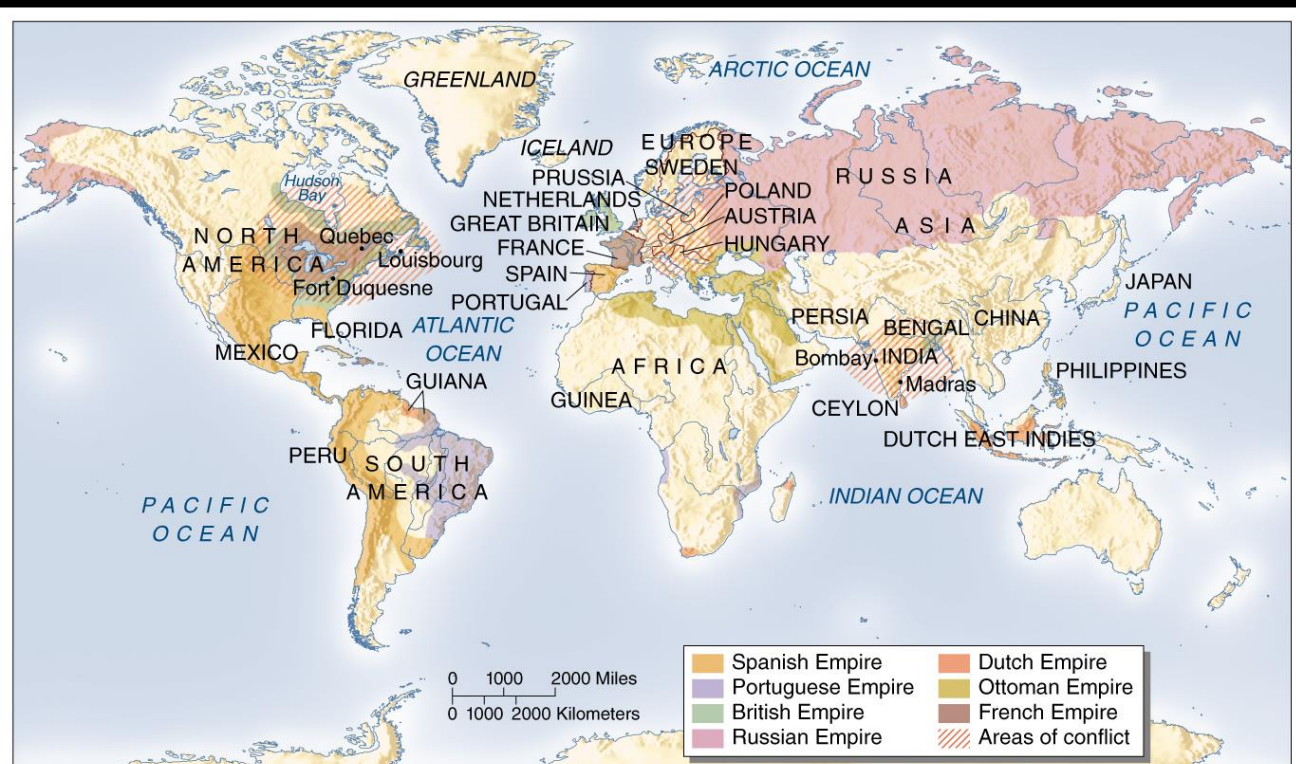 GREENLAND
ARCTIC OCEAN
ICELAND
EUROPE
SWEDEN
PRUSSIA
NETHERLANDS
POLAND
RUSSIA
GREAT BRITAIN
AUSTRIA
ASIA
FRANCE
HUNGARY
SPAIN
PORTUGAL
Hudson
Bay
NORTH
AMERICA
Quebec
Louisbourg
Fort Duquesne
FLORIDA
ATLANTIC
OCEAN
MEXICO
PERSIA
BENGAL
CHINA
JAPAN
PACIFIC
OCEAN
Bombay
INDIA
Madras
PHILIPPINES
AFRICA
GUINEA
CEYLON
DUTCH EAST INDIES
GUIANA
PERU
SOUTH
AMERICA
PACIFIC
OCEAN
INDIAN OCEAN
0 1000 2000 Miles
0 1000 2000 Kilometers
Spanish Empire
Portuguese Empire
British Empire
Russian Empire
Dutch Empire
Ottoman Empire
French Empire
Areas of conflict